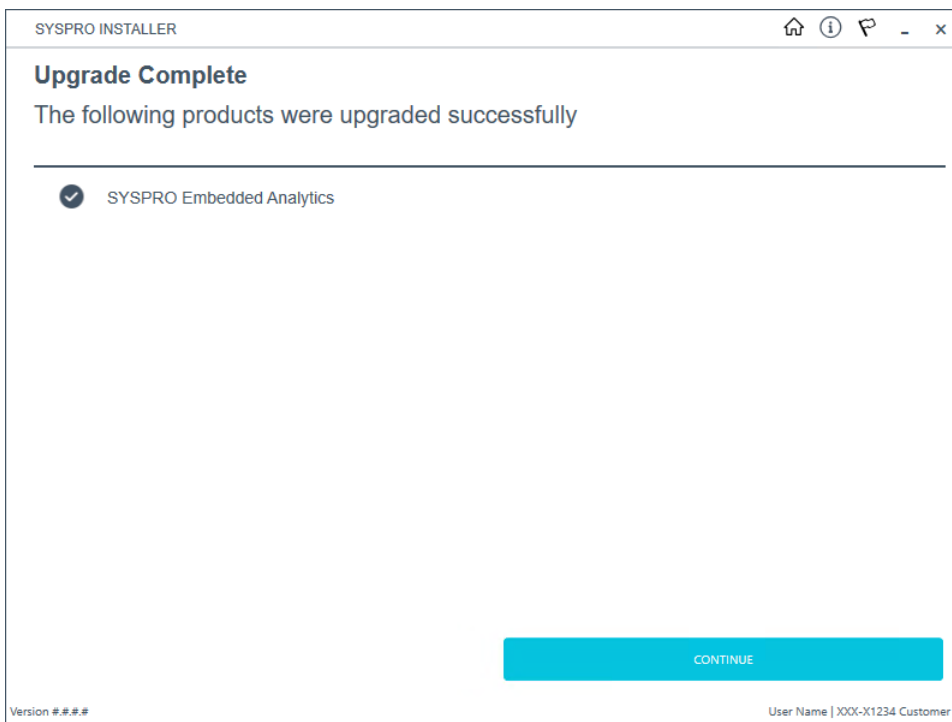 SYSPRO INSTALLER
Upgrade Complete
The following products were upgraded successfully
SYSPRO Embedded Analytics
CONTINUE
Version #.#.#.#
User Name | XXX-X1234 Customer